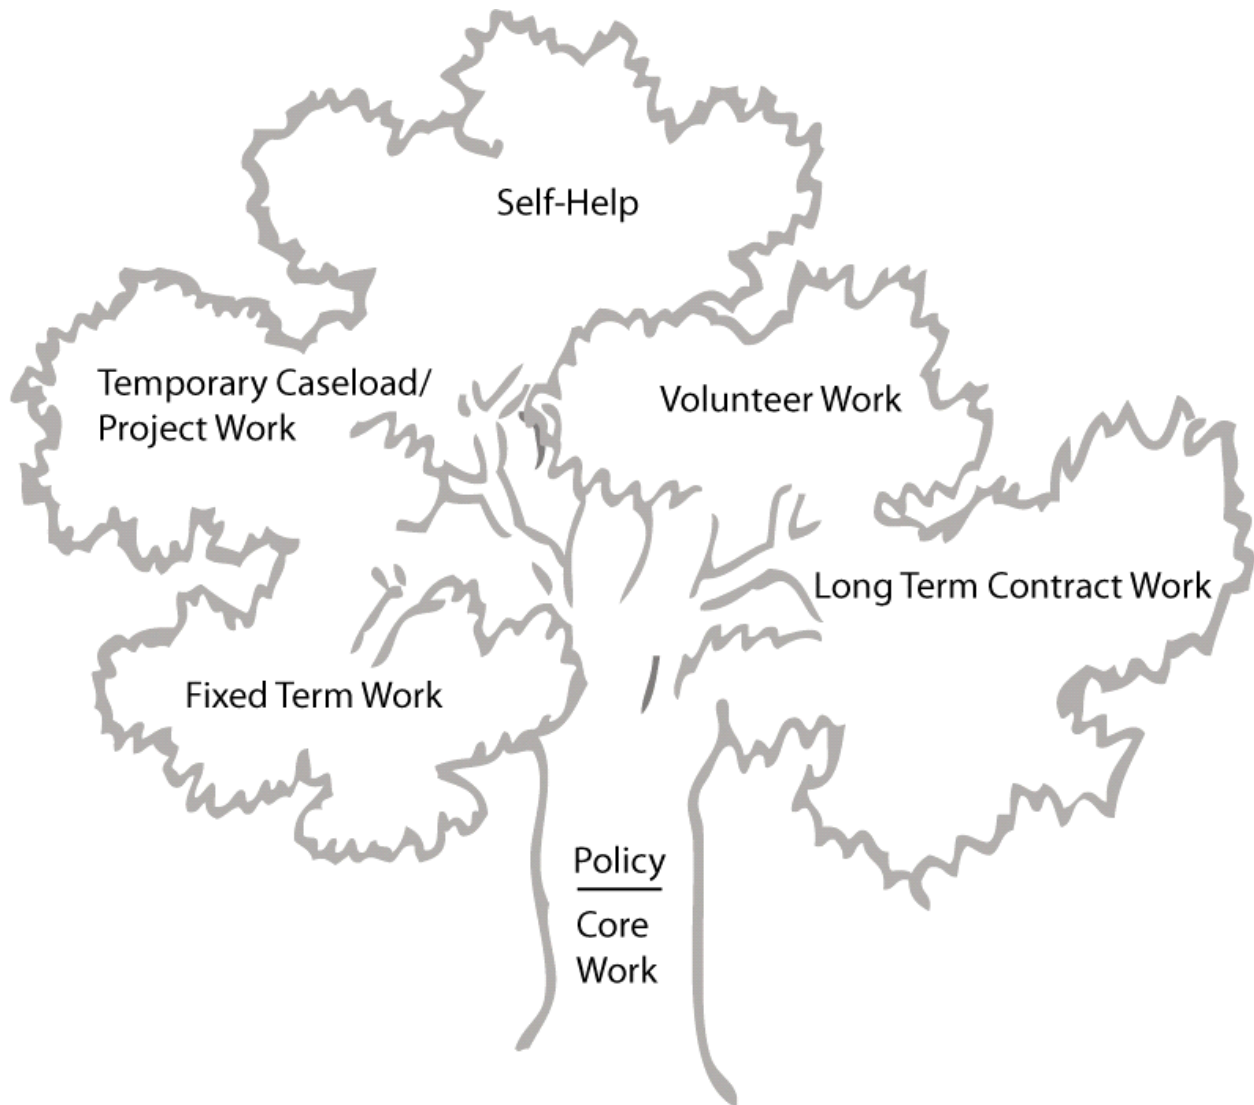 Self-Help
Temporary Caseload/
Project Work
Volunteer Work
Long Term Contract Work
Fixed Term Work
Policy
Core
Work